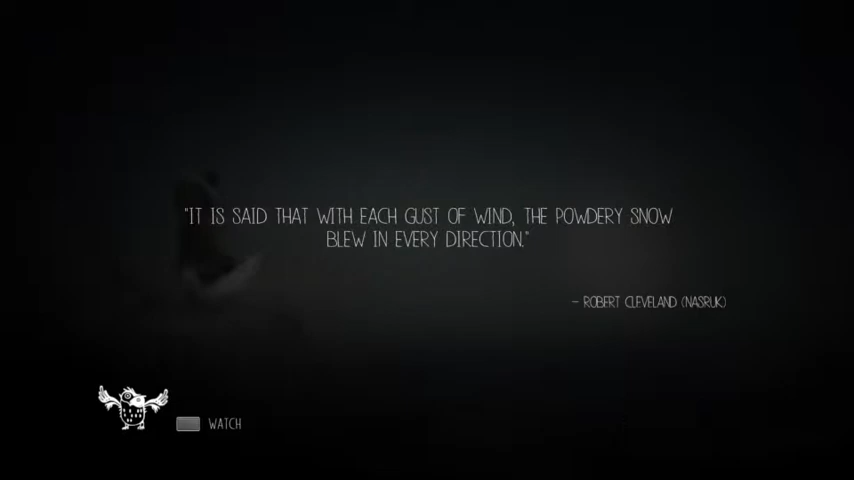 "IT IS SAID THAT WITH EACH GUST OF WIND, THE POWDERY SNOW
BLEW IN EVERY DIRECTION."
– ROBERT CLEVELAND (NASRUK)
WATCH